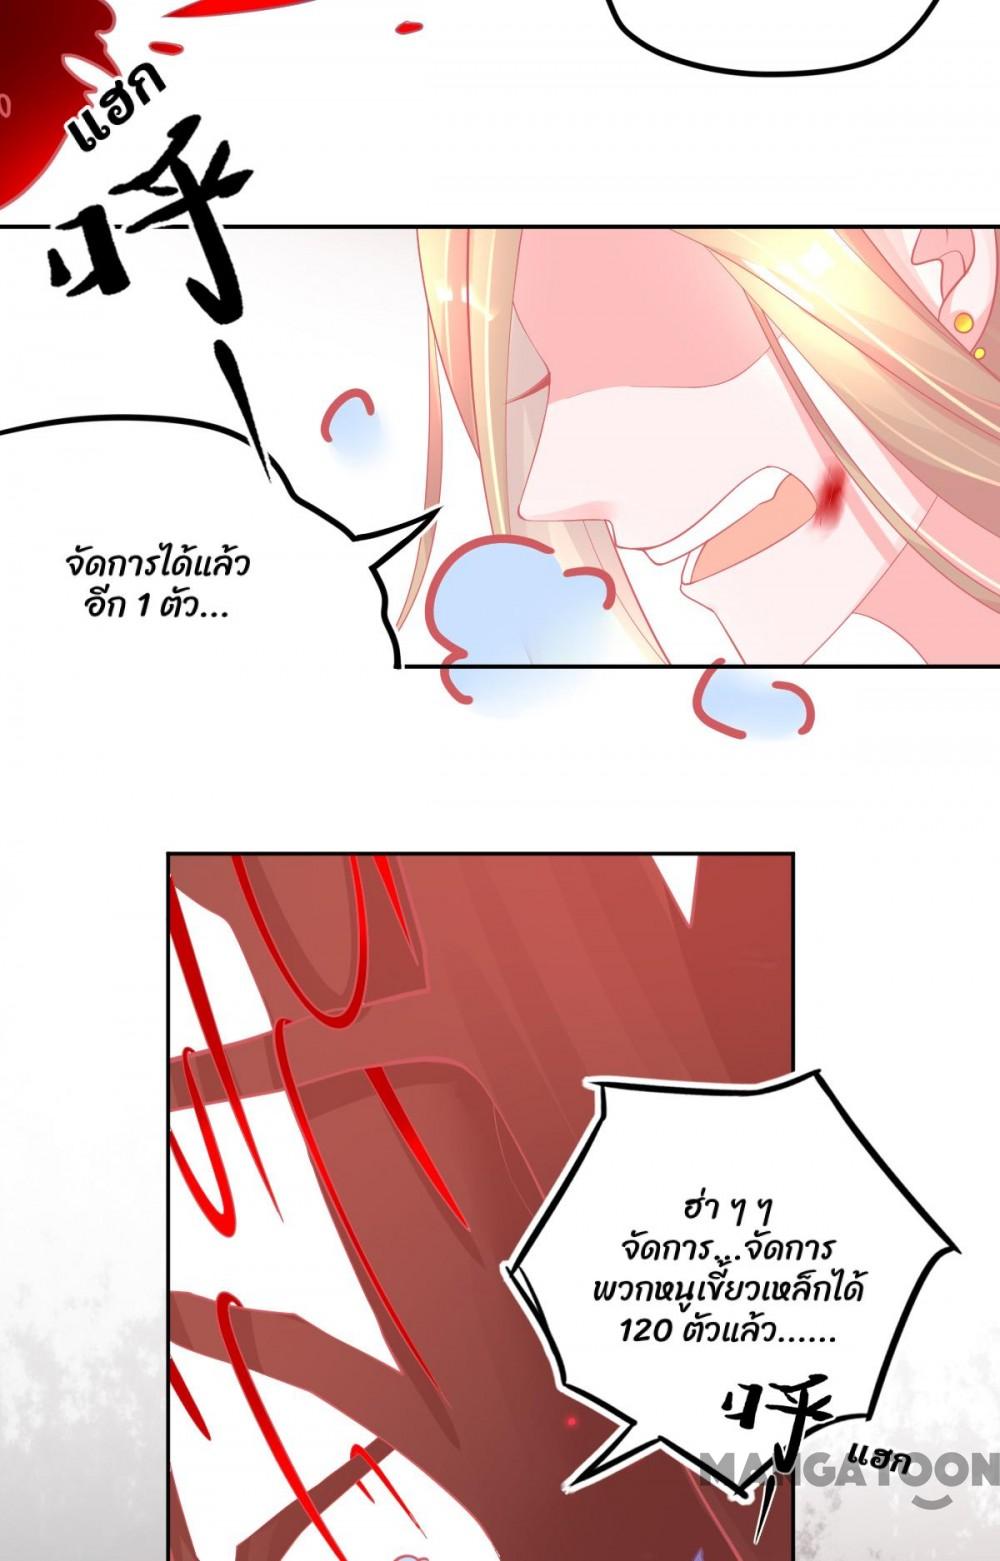 แฮก
呼
จัดการได้แล้ว
อีก 1 ตัว...
ฮ่า ๆ ๆ
จัดการ...จัดการ
พวกหนูเขี้ยวเหล็กได้
120 ตัวแล้ว......
呼
แฮก
MANGATOON